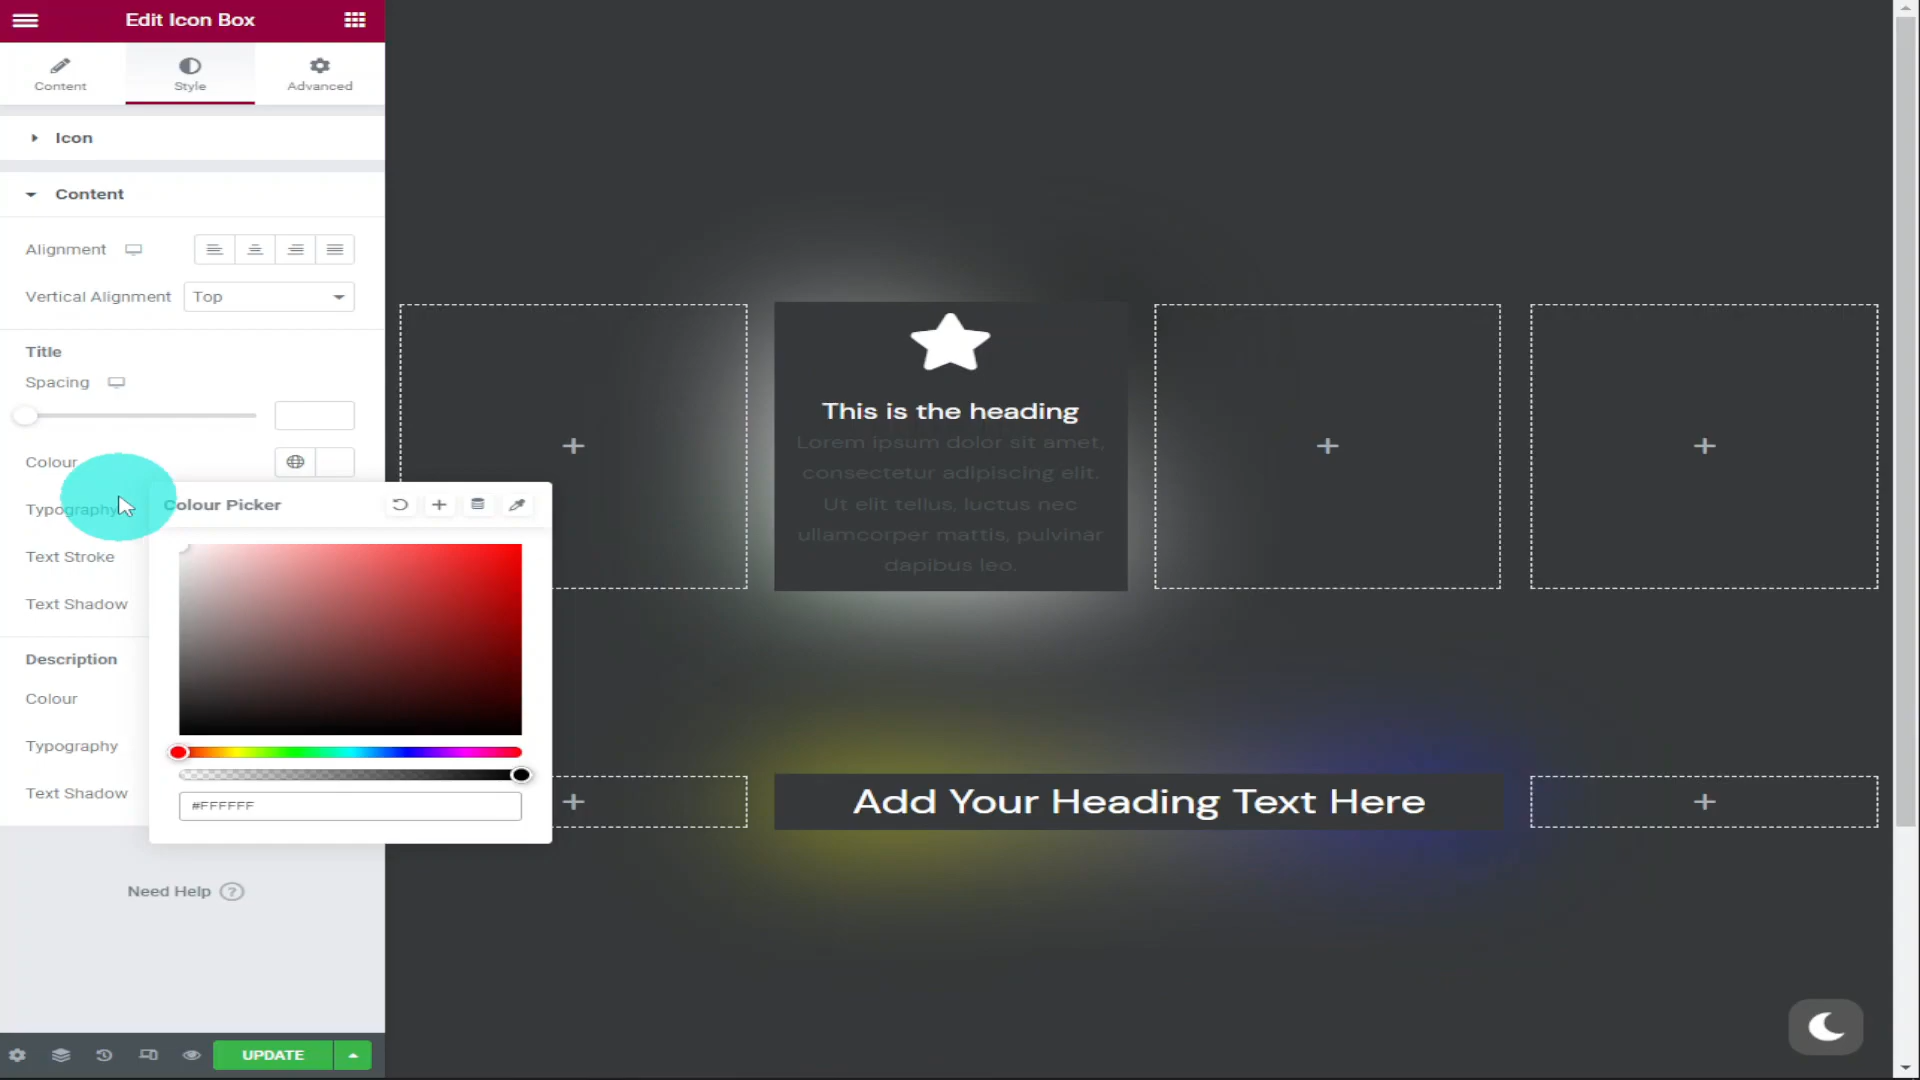 Edit Icon Box
Content
Style
Advanced
Icon
Content
Alignment
Vertical Alignment
Top
Title
Spacing
Colour
Typography
Text Stroke
Text Shadow
Colour Picker
#FFFFFF
Description
Colour
Typography
Text Shadow
Need Help
?
UPDATE
This is the heading
Lorem ipsum dolor sit amet,
consectetur adipiscing elit.
Ut elit tellus, luctus nec
ullamcorper mattis, pulvinar
dapibus leo.
Add Your Heading Text Here